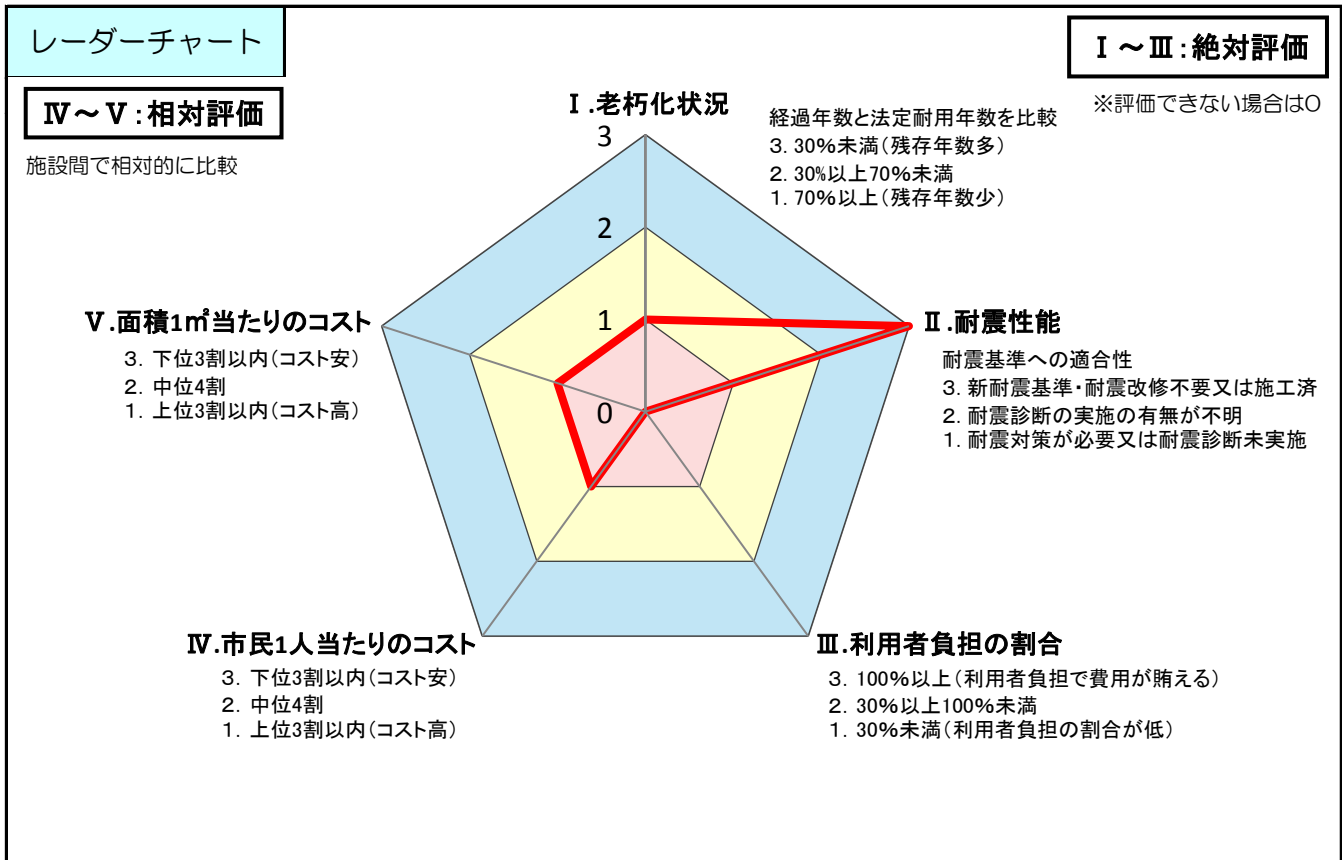 レーダーチャート
Ⅰ～Ⅲ:絶対評価
※評価できない場合は0
Ⅳ～Ⅴ:相対評価
施設間で相対的に比較
Ⅰ.老朽化状況
経過年数と法定耐用年数を比較
3. 30%未満(残存年数多)
2. 30%以上70%未満
1. 70%以上(残存年数少)
3
2
1
0
Ⅱ.耐震性能
耐震基準への適合性
3. 新耐震基準・耐震改修不要又は施工済
2. 耐震診断の実施の有無が不明
1. 耐震対策が必要又は耐震診断未実施
Ⅴ.面積1㎡当たりのコスト
3. 下位3割以内(コスト安)
2. 中位4割
1. 上位3割以内(コスト高)
Ⅳ.市民1人当たりのコスト
3. 下位3割以内(コスト安)
2. 中位4割
1. 上位3割以内(コスト高)
Ⅲ.利用者負担の割合
3. 100%以上(利用者負担で費用が賄える)
2. 30%以上100%未満
1. 30%未満(利用者負担の割合が低)